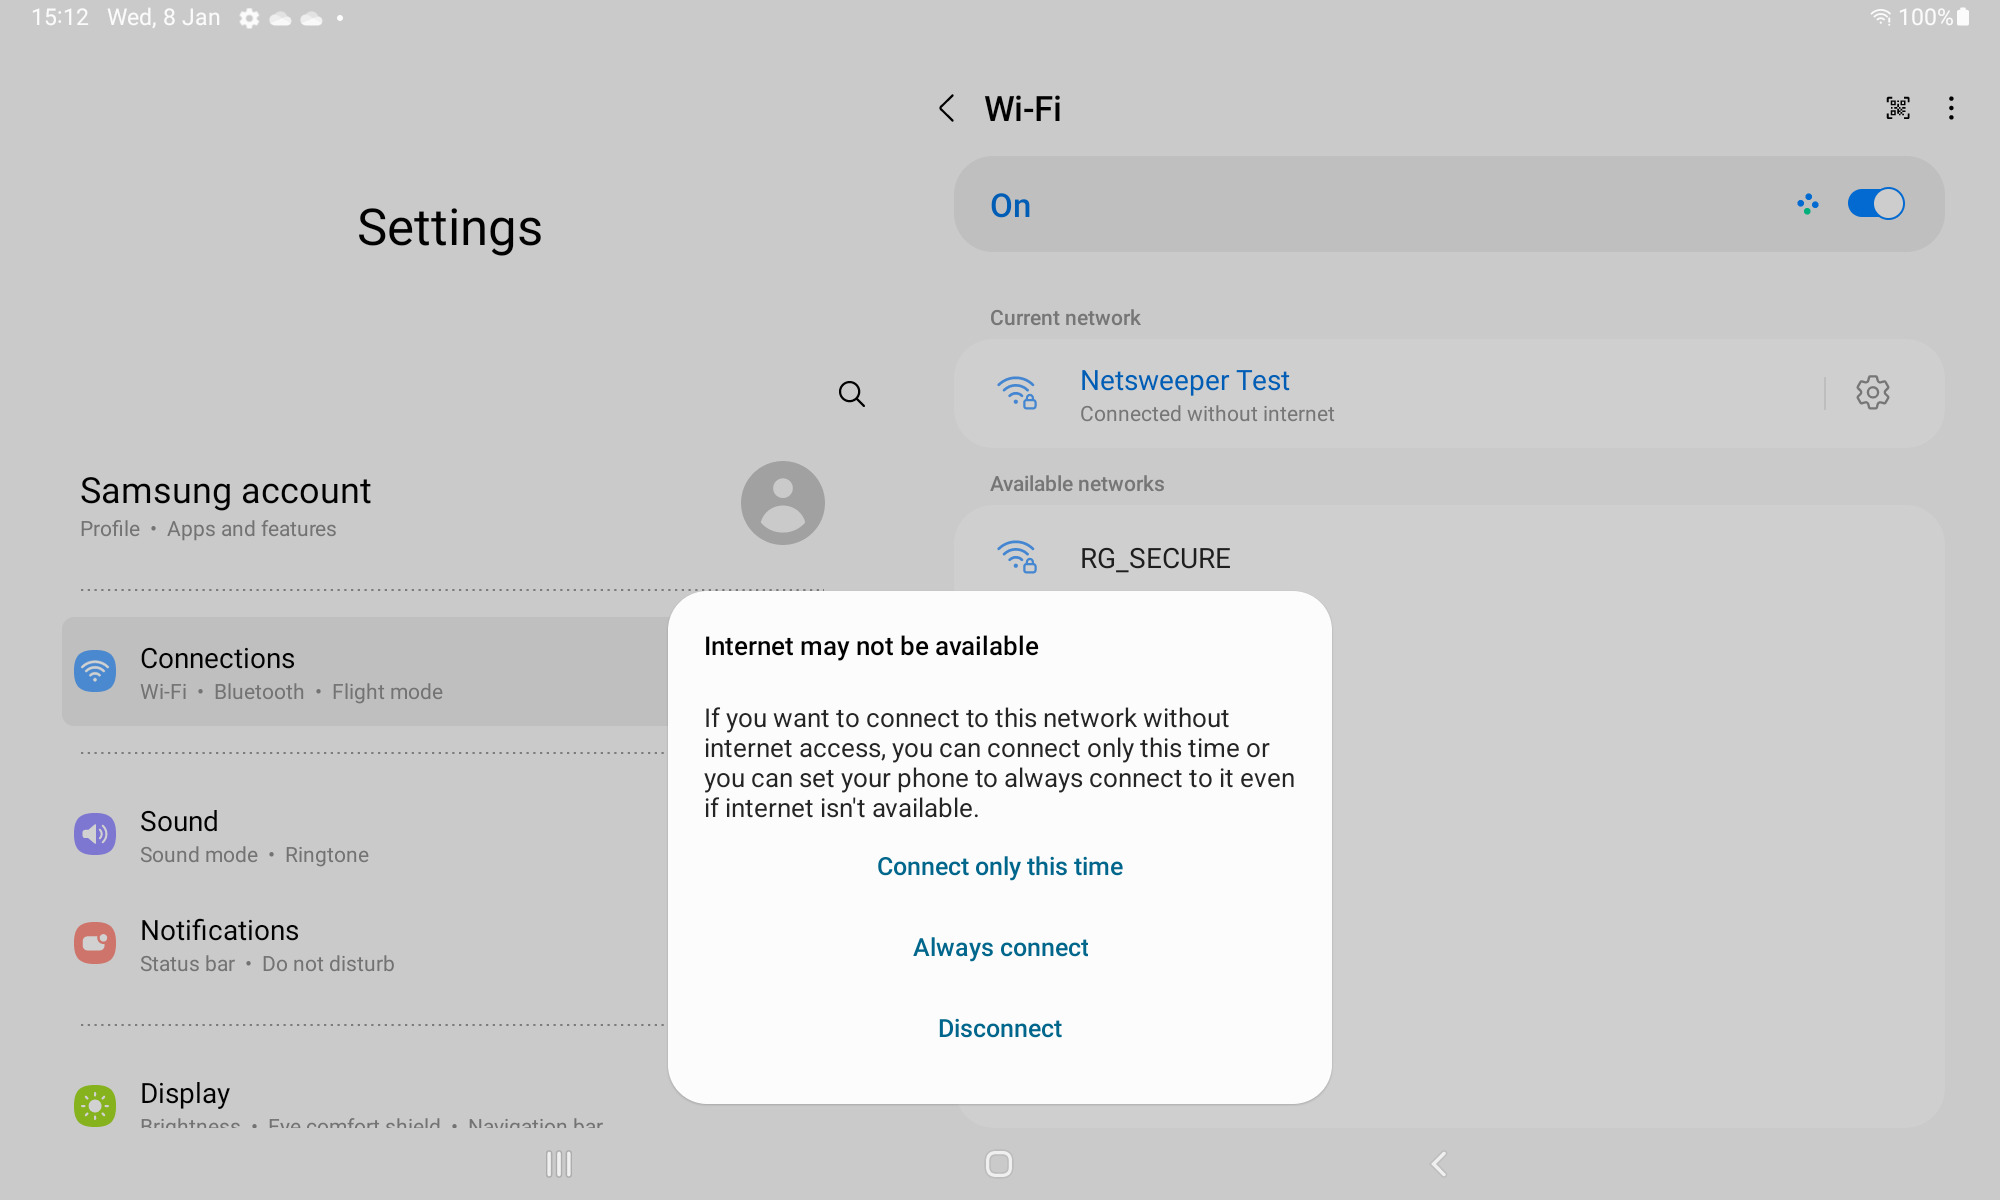 15:12 Wed, 8 Jan
100%
Settings
Samsung account
Profile • Apps and features
Connections
Wi-Fi • Bluetooth • Flight mode
Sound
Sound mode • Ringtone
Notifications
Status bar • Do not disturb
Display
Brightness • Eye comfort shield • Navigation bar
Wi-Fi
On
Current network
Netsweeper Test
Connected without internet
Available networks
RG_SECURE
Internet may not be available
If you want to connect to this network without
internet access, you can connect only this time or
you can set your phone to always connect to it even
if internet isn't available.
Connect only this time
Always connect
Disconnect